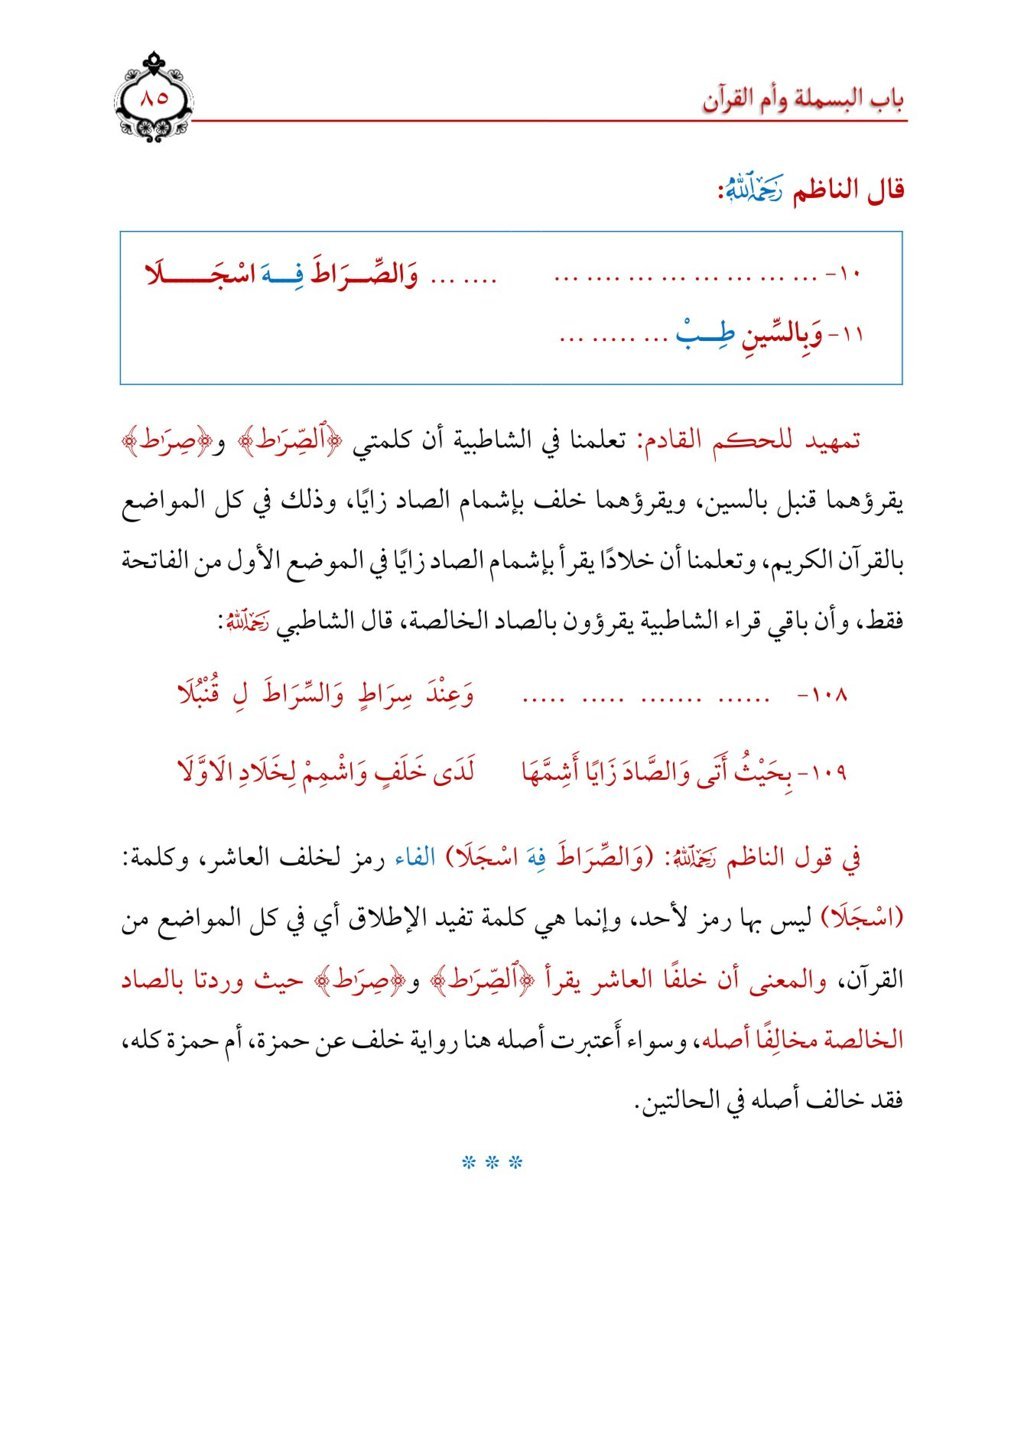 باب البسملة وأم القرآن
٨٥
قال الناظم رَحِمَهُ ٱللَّهُ:
١٠- ... ... ... ... ... ... .... ... .... ... وَالصِّـرَاطَ فِـهَ اسْجَـــــلَا
١١- وَبِالسِّينِ طِـبْ ... ..... ...
تمهيد للحكم القادم: تعلمنا في الشاطبية أن كلمتي ﴿ٱلصِّرَٰط﴾ و﴿صِرَٰط﴾
يقرؤهما قنبل بالسين، ويقرؤهما خلف بإشمام الصاد زايًا، وذلك في كل المواضع
بالقرآن الكريم، وتعلمنا أن خلادًا يقرأ بإشمام الصاد زايًا في الموضع الأول من الفاتحة
فقط، وأن باقي قراء الشاطبية يقرؤون بالصاد الخالصة، قال الشاطبي رَحِمَهُ ٱللَّهُ:
١٠٨- ...... ....... ..... ..... وَعِنْدَ سِرَاطٍ وَالسِّرَاطَ لِ قُنْبُلَا
١٠٩- بِحَيْثُ أَتَى وَالصَّادَ زَايًا أَشِمَّهَا لَدَى خَلَفٍ وَاشْمِمْ لِخَلَادِ الَاوَّلَا
في قول الناظم رَحِمَهُ ٱللَّهُ: (وَالصِّرَاطَ فِهَ اسْجَلَا) الفاء رمز لخلف العاشر، وكلمة:
(اسْجَلَا) ليس بها رمز لأحد، وإنما هي كلمة تفيد الإطلاق أي في كل المواضع من
القرآن، والمعنى أن خلفًا العاشر يقرأ ﴿ٱلصِّرَٰط﴾ و﴿صِرَٰط﴾ حيث وردتا بالصاد
الخالصة مخالِفًا أصله، وسواء أَعتبرت أصله هنا رواية خلف عن حمزة، أم حمزة كله،
فقد خالف أصله في الحالتين.
* * *